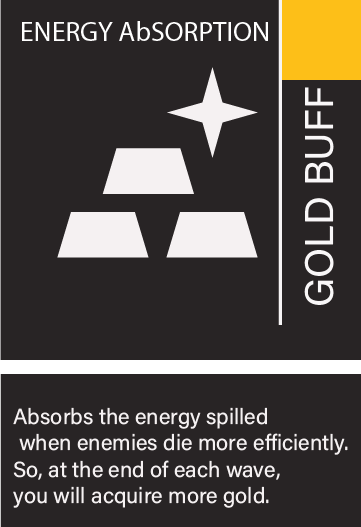 ENERGY AbSORPTION
GOLD BUFF
Absorbs the energy spilled
when enemies die more efficiently.
So, at the end of each wave,
you will acquire more gold.